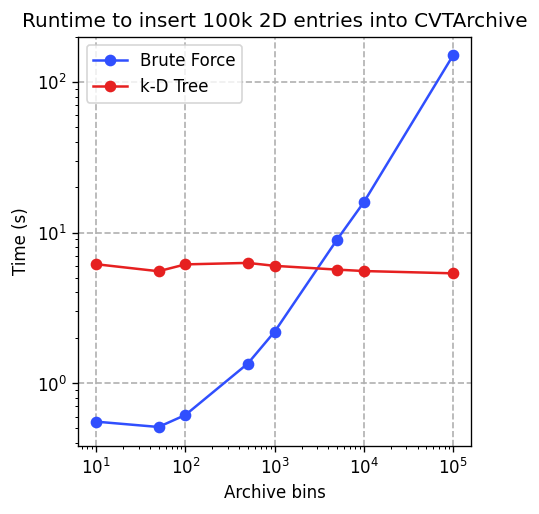 Runtime to insert 100k 2D entries into CVTArchive
Brute Force
k-D Tree
Time (s)
10²
10¹
10⁰
10¹ 10² 10³ 10⁴ 10⁵
Archive bins